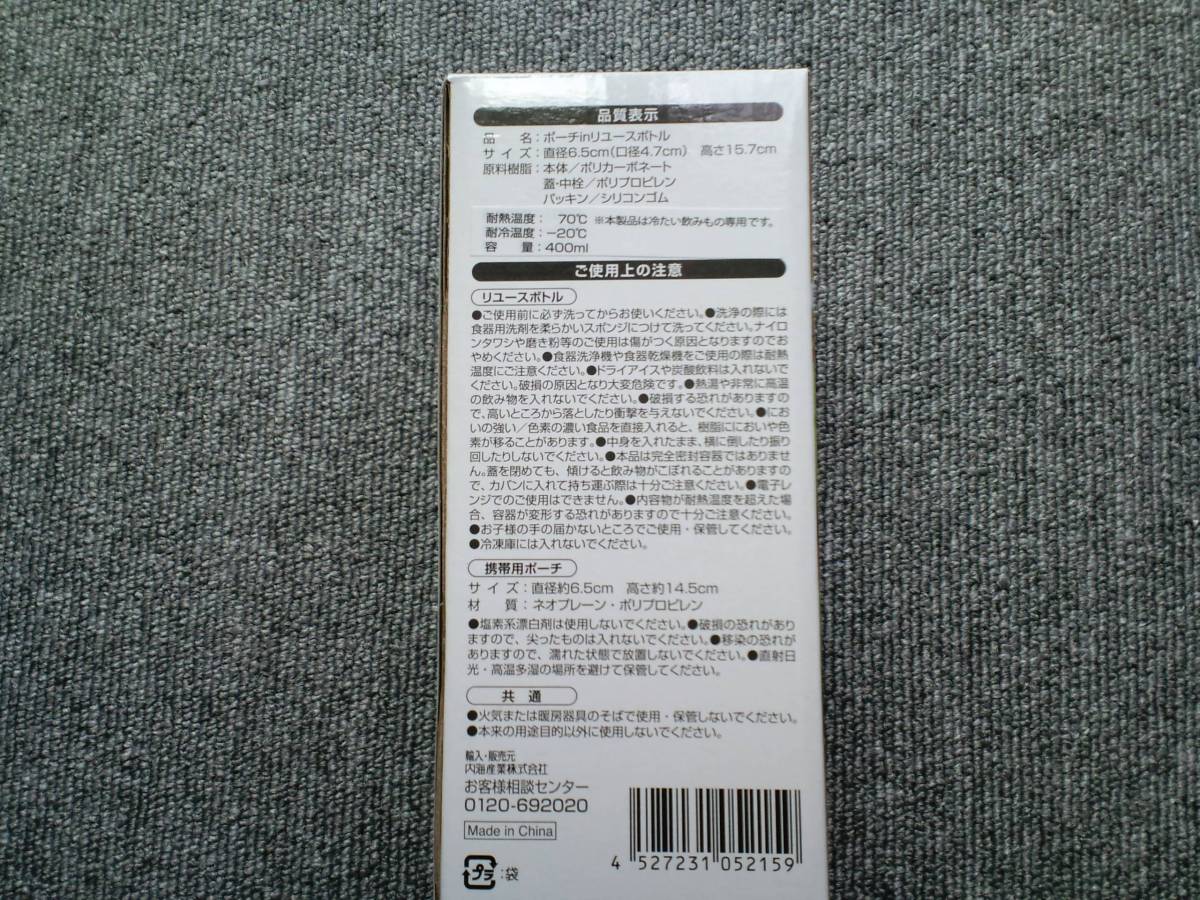 品質表示
品　名：ポーチinリユースボトル
サイズ：直径6.5cm(口径4.7cm)　高さ15.7cm
原料樹脂：本体／ポリカーボネート
蓋・中栓／ポリプロピレン
パッキン／シリコンゴム
耐熱温度：　70℃　※本製品は冷たい飲みもの専用です。
耐冷温度：−20℃
容　量：400ml
ご使用上の注意
リユースボトル
●ご使用前に必ず洗ってからお使いください。●洗浄の際には
食器用洗剤を柔らかいスポンジにつけて洗ってください。ナイロ
ンタワシや磨き粉等のご使用は傷がつく原因となりますのでお
やめください。●食器洗浄機や食器乾燥機をご使用の際は耐熱
温度にご注意ください。●ドライアイスや炭酸飲料は入れないで
ください。破損の原因となり大変危険です。●熱湯や非常に高温
の飲み物を入れないでください。●破損する恐れがありますの
で、高いところから落としたり衝撃を与えないでください。●にお
いの強い／色素の濃い食品を直接入れると、樹脂ににおいや色
素が移ることがあります。●中身を入れたまま、横に倒したり振り
回したりしないでください。●本品は完全密封容器ではありませ
ん。蓋を閉めても、傾けると飲み物がこぼれることがありますの
で、カバンに入れて持ち運ぶ際は十分ご注意ください。●電子レ
ンジでのご使用はできません。●内容物が耐熱温度を超えた場
合、容器が変形する恐れがありますので十分ご注意ください。
●お子様の手の届かないところでご使用・保管してください。
●冷凍庫には入れないでください。
携帯用ポーチ
サイズ：直径約6.5cm　高さ約14.5cm
材　質：ネオプレーン・ポリプロピレン
●塩素系漂白剤は使用しないでください。●破損の恐れがあり
ますので、尖ったものは入れないでください。●移染の恐れが
ありますので、濡れた状態で放置しないでください。●直射日
光・高温多湿の場所を避けて保管してください。
共　通
●火気または暖房器具のそばで使用・保管しないでください。
●本来の用途目的以外に使用しないでください。
輸入・販売元
内海産業株式会社
お客様相談センター
0120-692020
Made in China
プラ：袋
4 527231 052159